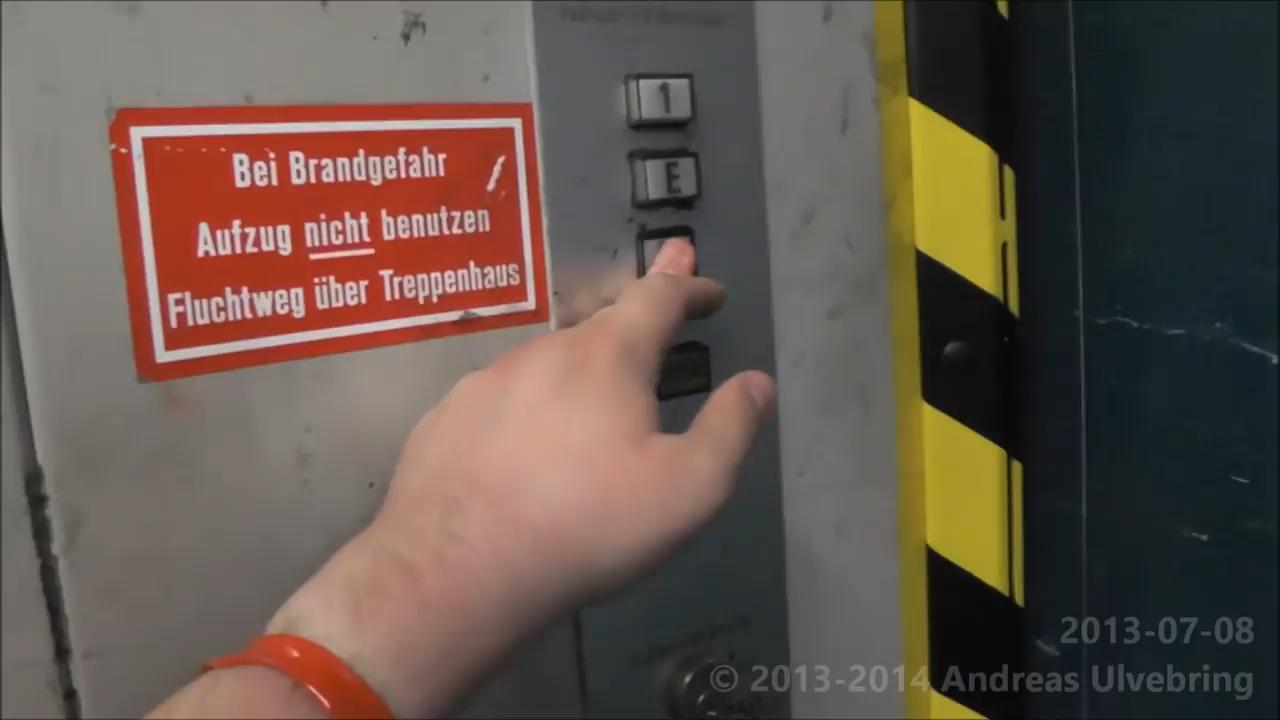 Bei Brandgefahr
Aufzug nicht benutzen
Fluchtweg über Treppenhaus
1
E
2013-07-08
© 2013-2014 Andreas Ulvebring